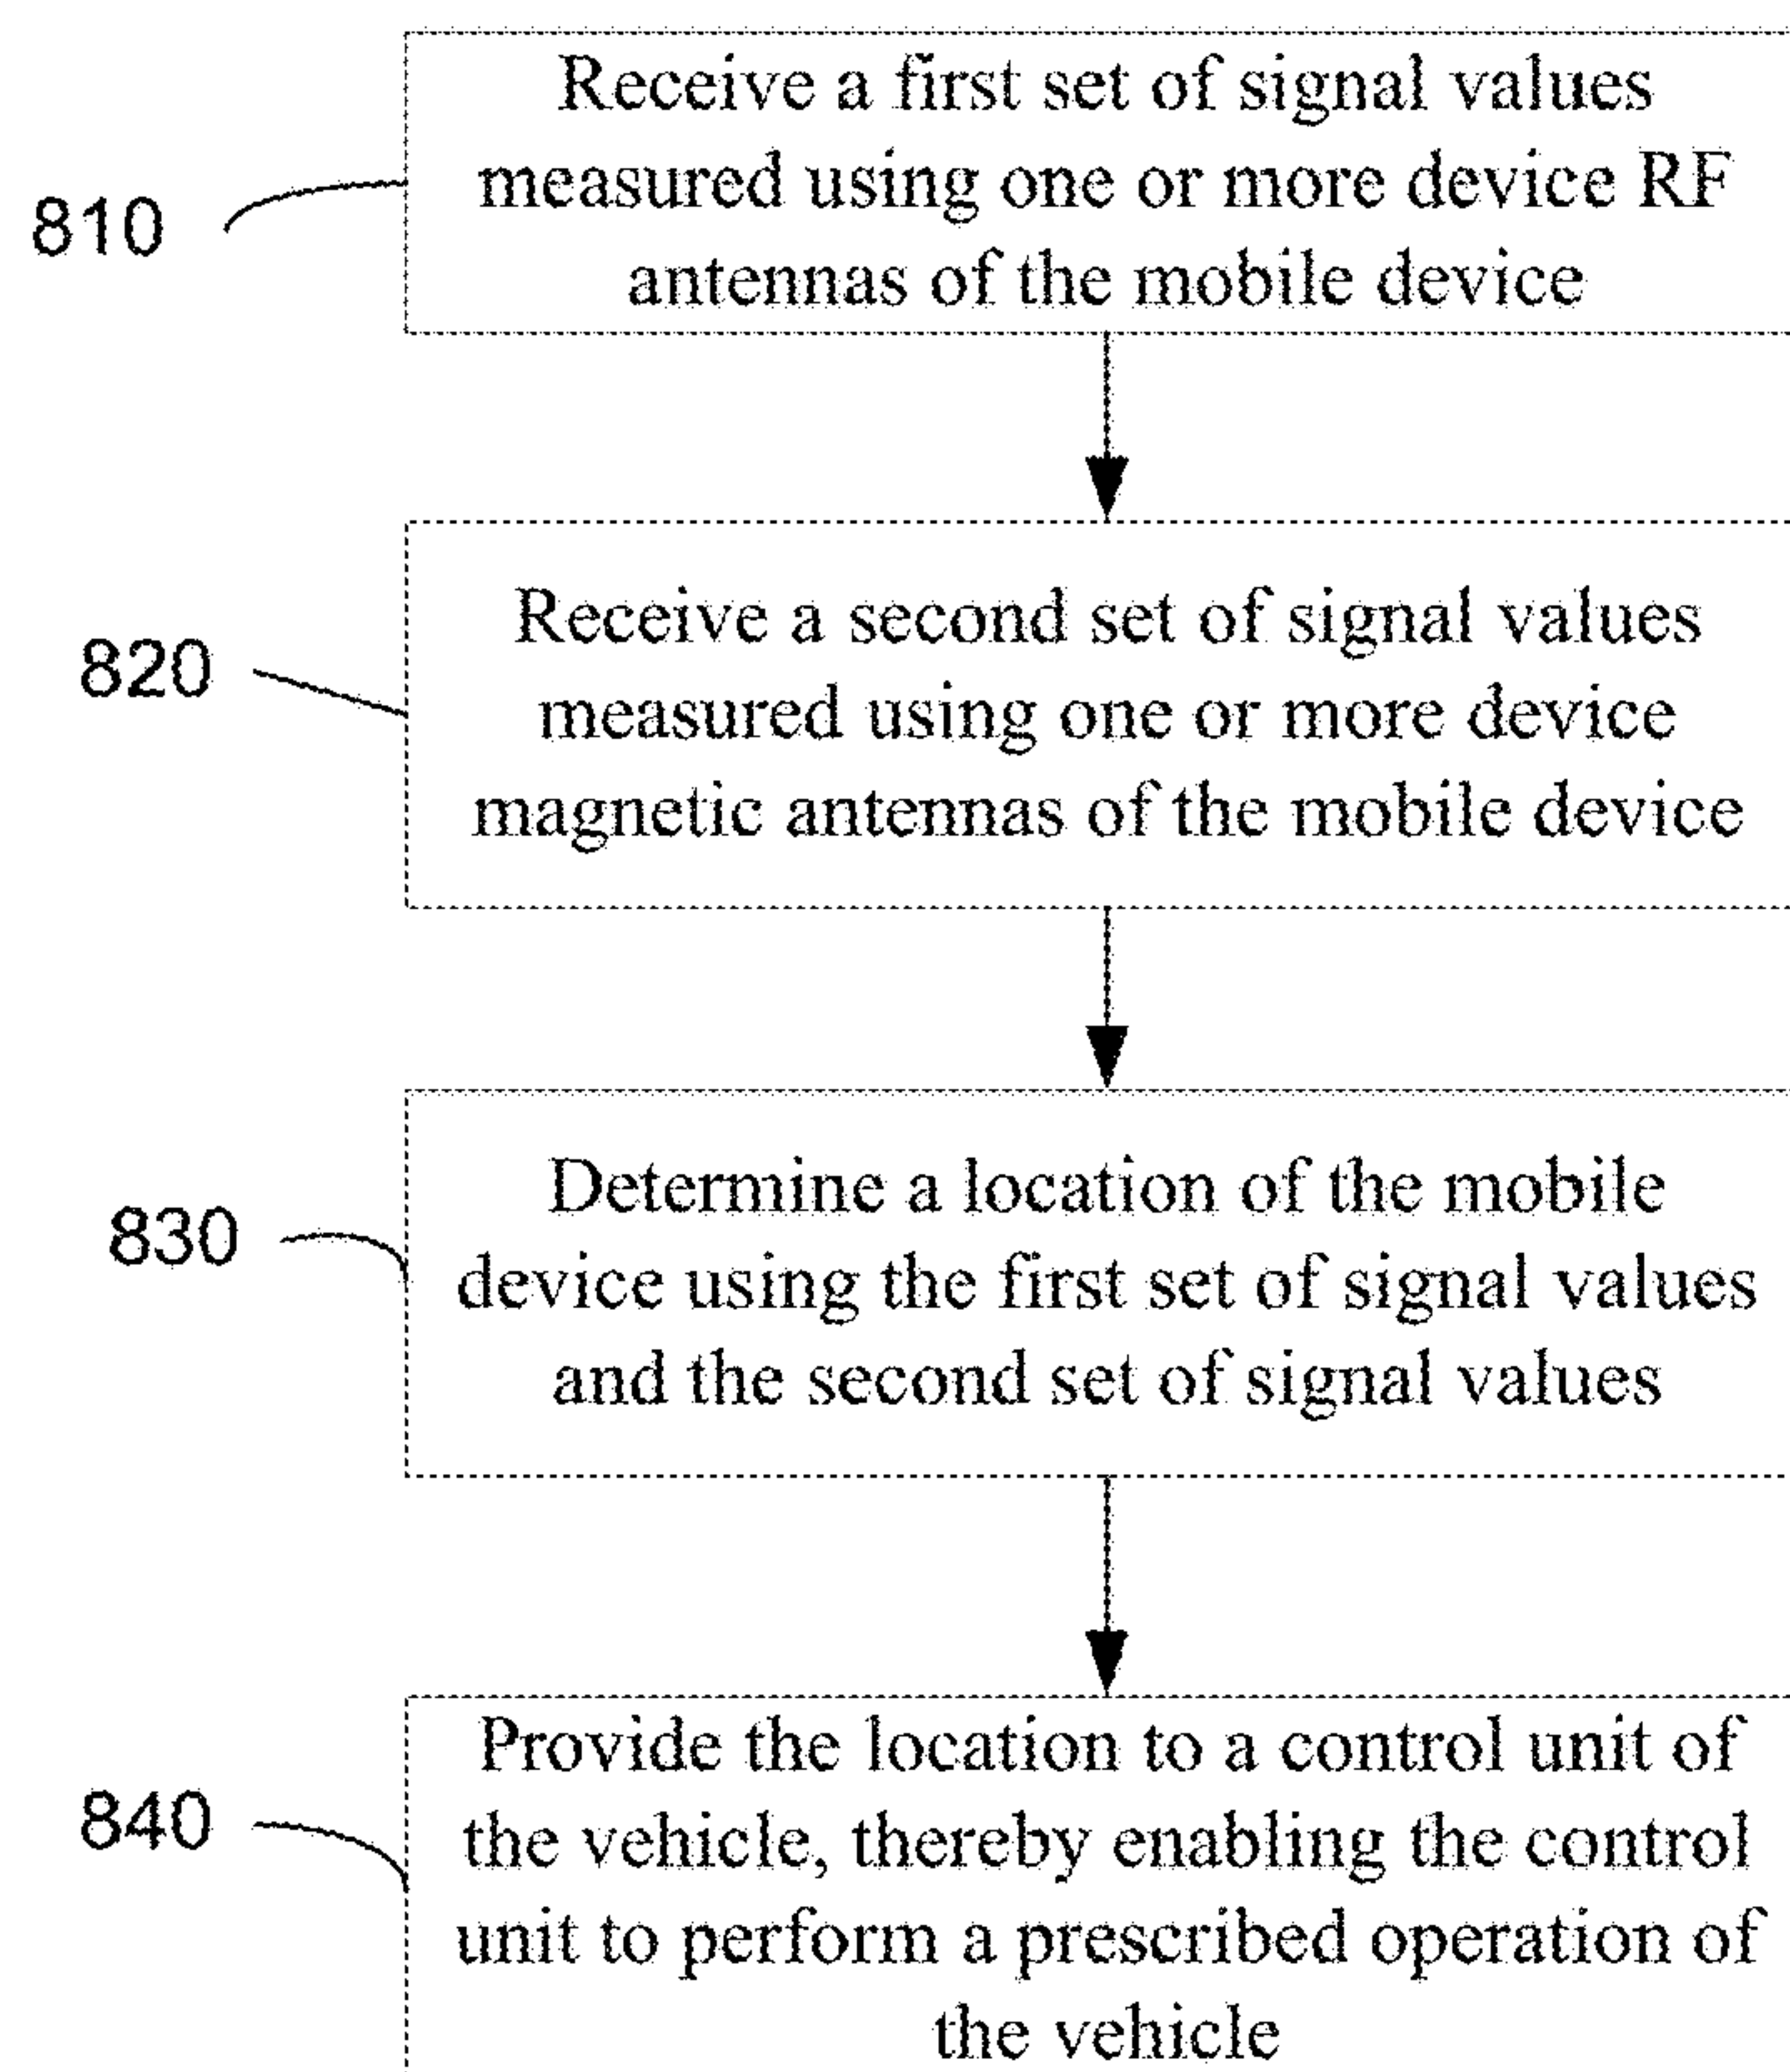 810
Receive a first set of signal values
measured using one or more device RF
antennas of the mobile device
820
Receive a second set of signal values
measured using one or more device
magnetic antennas of the mobile device
830
Determine a location of the mobile
device using the first set of signal values
and the second set of signal values
840
Provide the location to a control unit of
the vehicle, thereby enabling the control
unit to perform a prescribed operation of
the vehicle